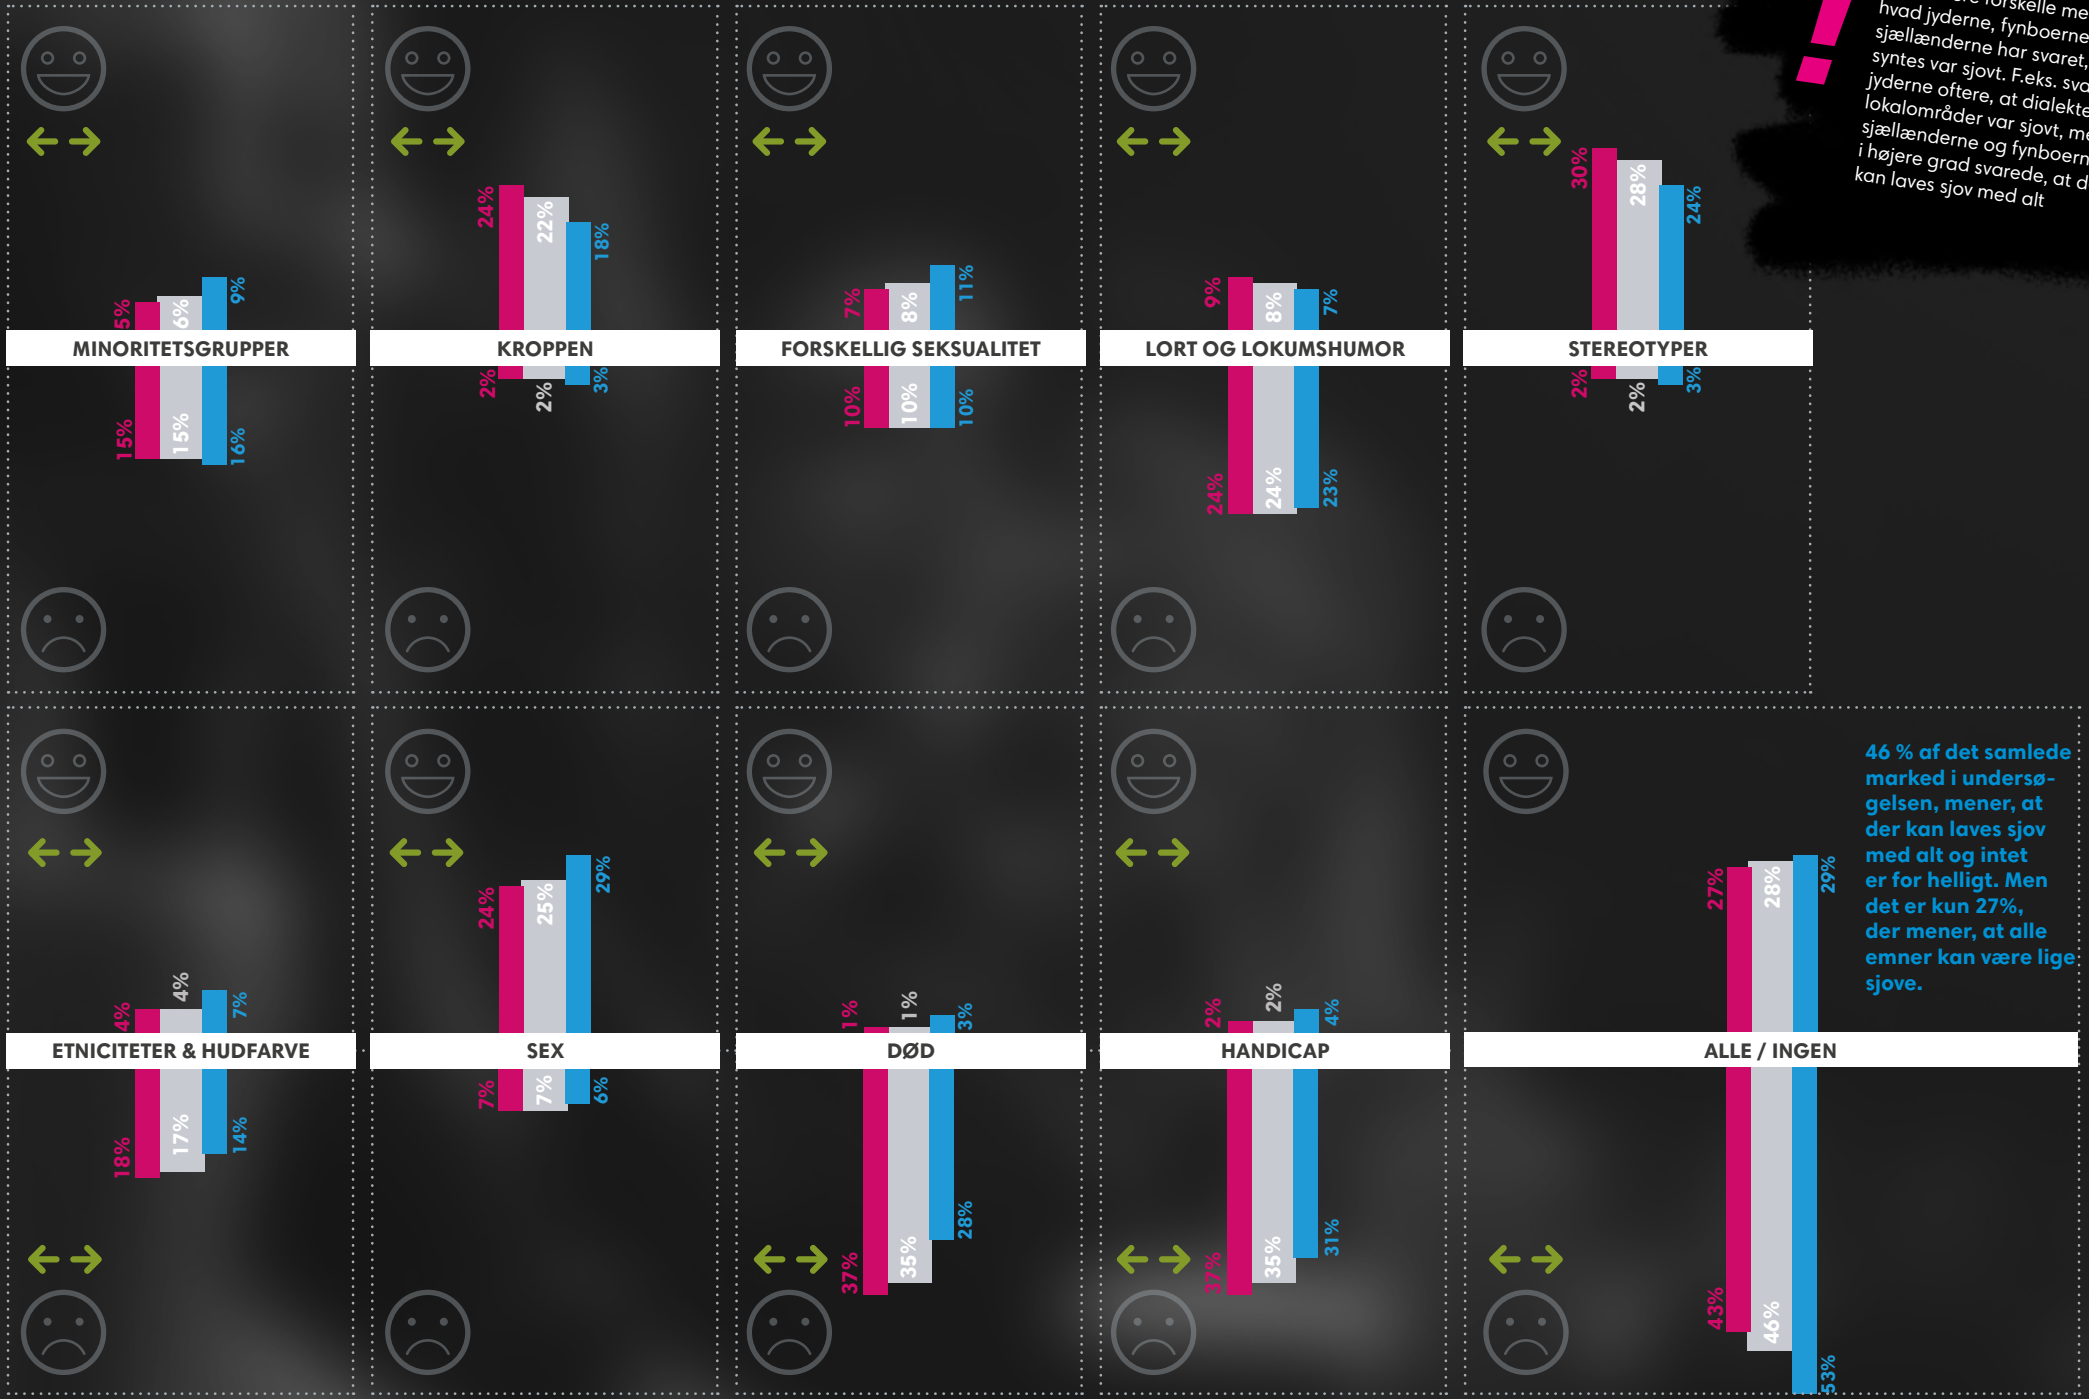 hvad jyderne, fynboerne
sjællænderne har svaret,
syntes var sjovt. F.eks.
jyderne oftere, at
lokalområder var sjovt,
sjællænderne og
i højere grad svarede, at
kan laves sjov med alt
5%
6%
9%
MINORITETSGRUPPER
15%
15%
16%
24%
22%
18%
KROPPEN
2%
2%
3%
7%
8%
11%
FORSKELLIG SEKSUALITET
10%
10%
10%
9%
8%
7%
LORT OG LOKUMSHUMOR
24%
24%
23%
30%
28%
24%
STEREOTYPER
2%
2%
3%
4%
4%
7%
ETNICITETER & HUDFARVE
18%
17%
14%
24%
25%
29%
SEX
7%
7%
6%
1%
1%
3%
DØD
37%
35%
28%
2%
2%
4%
HANDICAP
37%
35%
31%
27%
28%
29%
ALLE / INGEN
43%
46%
53%
46 % af det samlede
marked i undersø-
gelsen, mener, at
der kan laves sjov
med alt og intet
er for helligt. Men
det er kun 27%,
der mener, at alle
emner kan være lige
sjove.